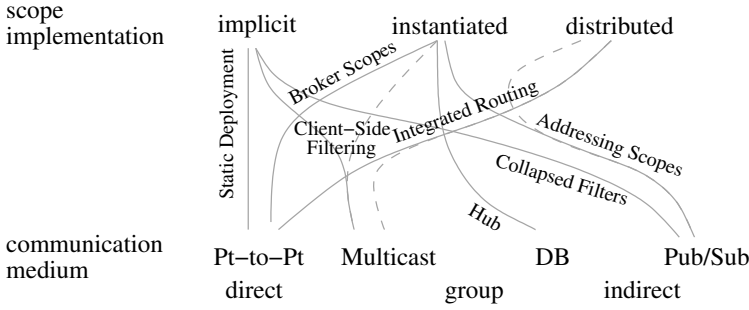 scope
implementation
implicit
instantiated
distributed
Static Deployment
Broker Scopes
Client−Side
Filtering
Integrated Routing
Addressing Scopes
Collapsed Filters
Hub
communication
medium
Pt−to−Pt
Multicast
DB
Pub/Sub
direct
group
indirect